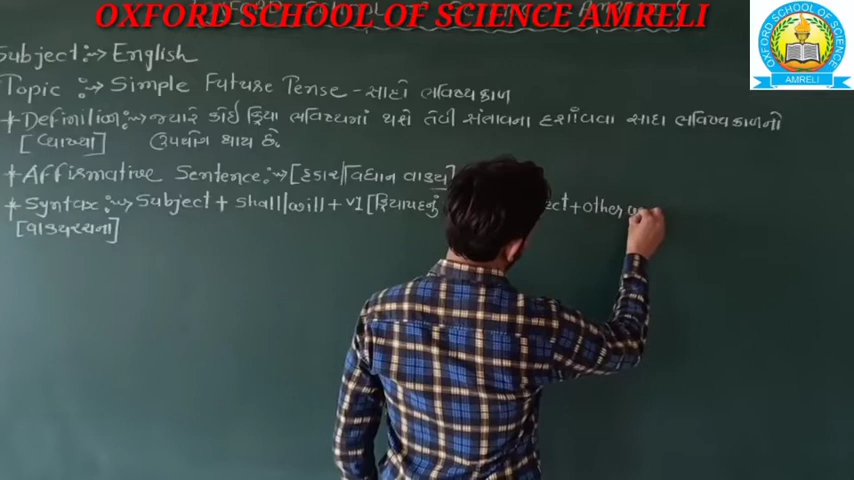 OXFORD SCHOOL OF SCIENCE AMRELI
OXFORD SCHOOL OF SCIENCE
AMRELI
Subject:→ English
Topic :→ Simple Future Tense - સાદો ભવિષ્યકાળ
+Definition:→ જ્યારે કોઈ ક્રિયા ભવિષ્યમાં થશે તેવી સંભાવના દર્શાવવા સાદા ભવિષ્યકાળનો
[વ્યાખ્યા] ઉપયોગ થાય છે.
+Affirmative Sentence:→ [હકાર|વિધાન વાક્ય]
+Syntax:→ Subject + shall|will + V1 [ક્રિયાપદનું ect + other
[વાક્યરચના]